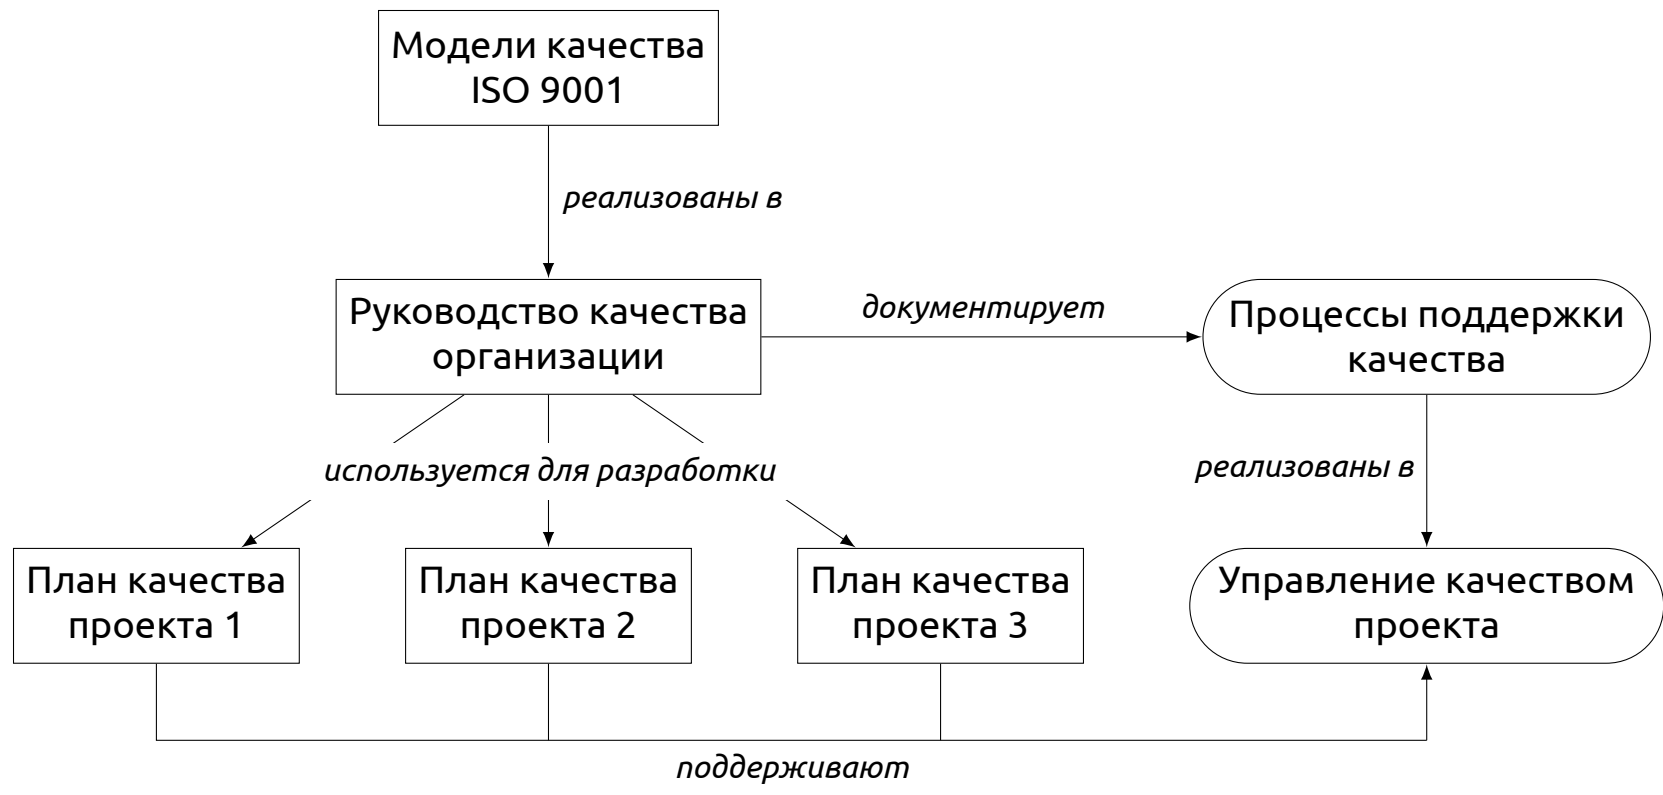 Модели качества
ISO 9001
реализованы в
Руководство качества
организации
документирует
Процессы поддержки
качества
используется для разработки
реализованы в
План качества
проекта 1
План качества
проекта 2
План качества
проекта 3
Управление качеством
проекта
поддерживают